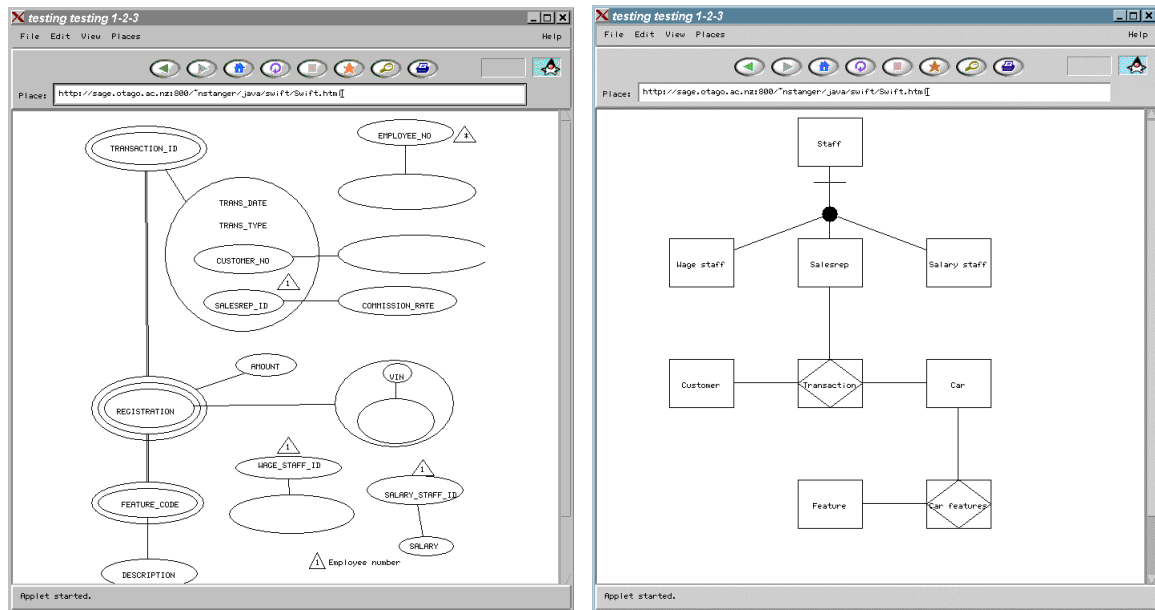 testing testing 1-2-3
File Edit View Places Help
Place: http://sage.otago.ac.nz:800/~nstanger/java/swift/Swift.html
TRANSACTION_ID
EMPLOYEE_NO
*
TRANS_DATE
TRANS_TYPE
CUSTOMER_NO
1
SALESREP_ID
COMMISSION_RATE
AMOUNT
VIN
REGISTRATION
1
WAGE_STAFF_ID
1
SALARY_STAFF_ID
FEATURE_CODE
SALARY
1 Employee number
DESCRIPTION
Applet started.
testing testing 1-2-3
File Edit View Places Help
Place: http://sage.otago.ac.nz:800/~nstanger/java/swift/Swift.html
Staff
Wage staff
Salesrep
Salary staff
Customer
Transaction
Car
Feature
Car features
Applet started.